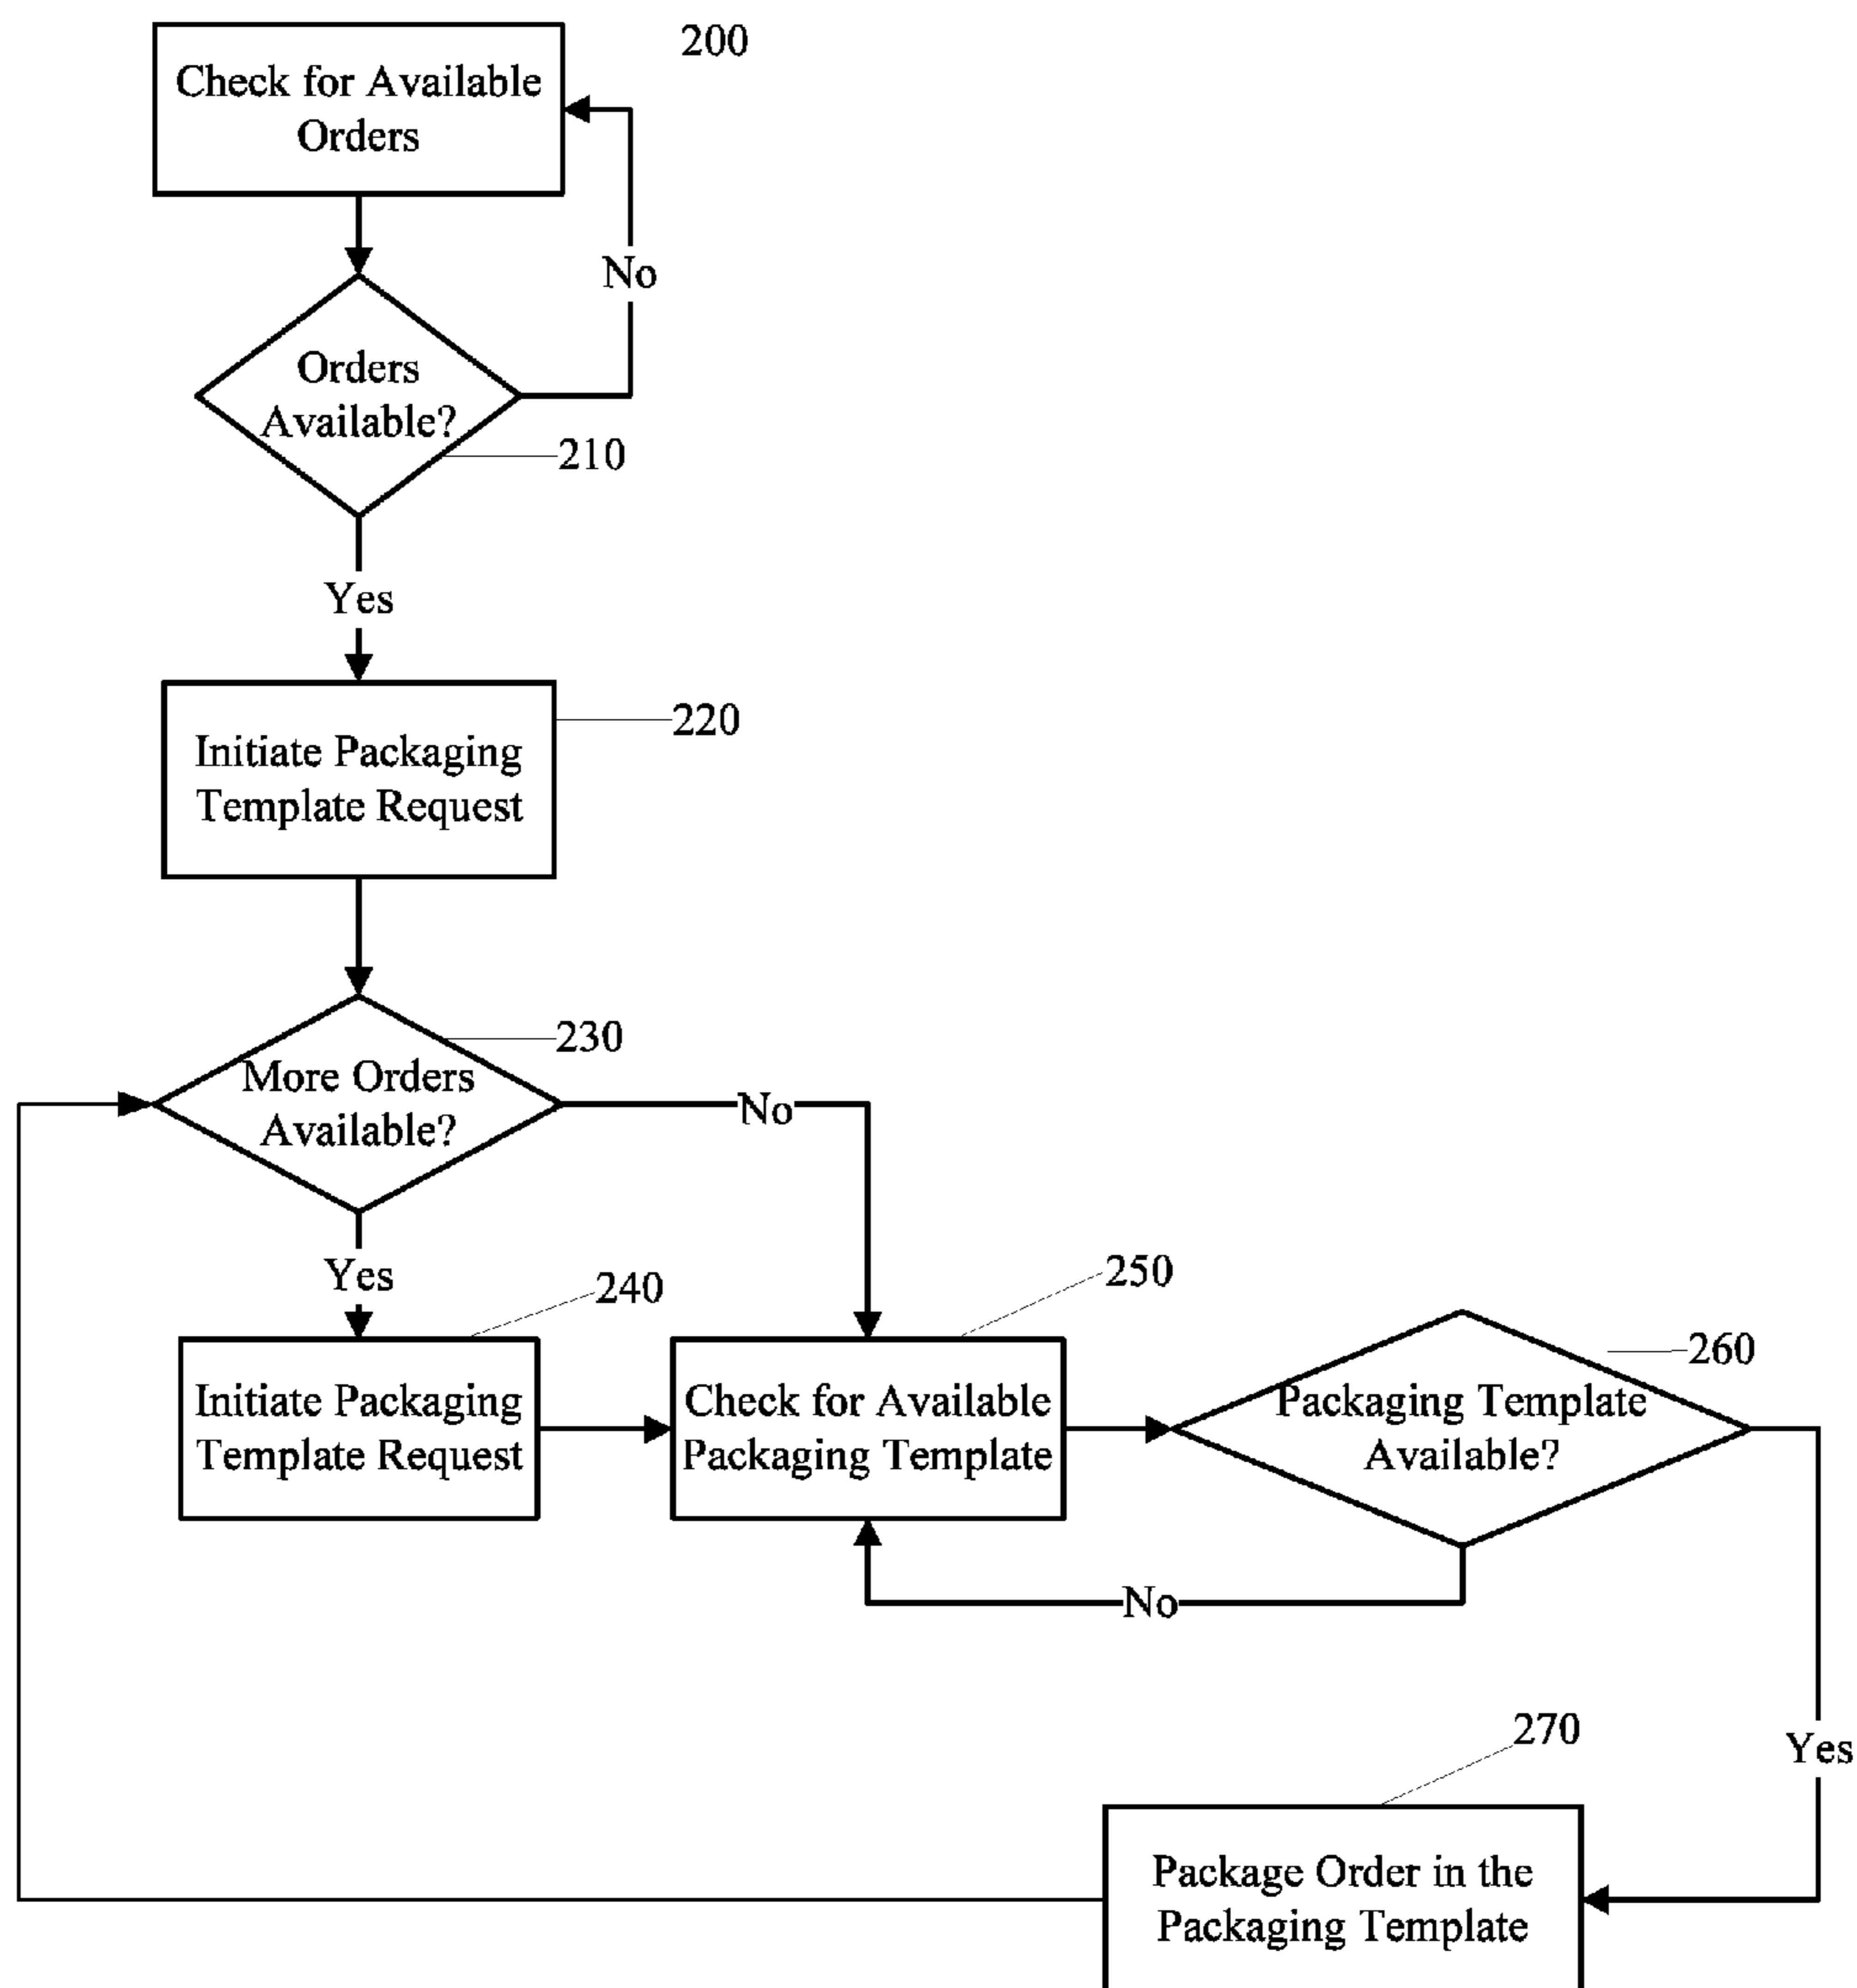 200
Check for Available
Orders
No
Orders
Available?
210
Yes
220
Initiate Packaging
Template Request
230
More Orders
Available?
No
Yes
240
250
260
Initiate Packaging
Template Request
Check for Available
Packaging Template
Packaging Template
Available?
No
270
Yes
Package Order in the
Packaging Template